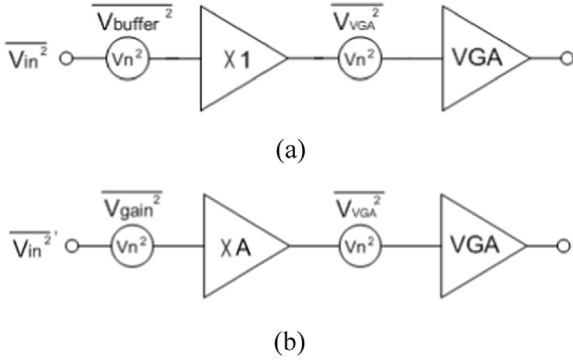 Vbuffer² VVGA²
Vin² Vn² X1 Vn² VGA
(a)
Vgain² VVGA²
Vin²' Vn² XA Vn² VGA
(b)